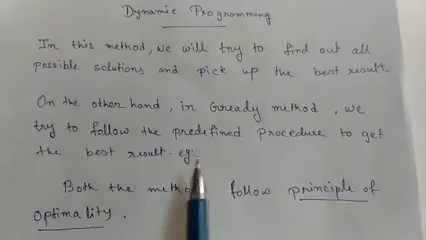 Dynamic Programming
In this method, we will try to find out all
possible solutions and pick up the best result.
On the other hand, in Gready method, we
try to follow the predefined procedure to get
the best result. eg:
Both the method follow principle of
optimality.